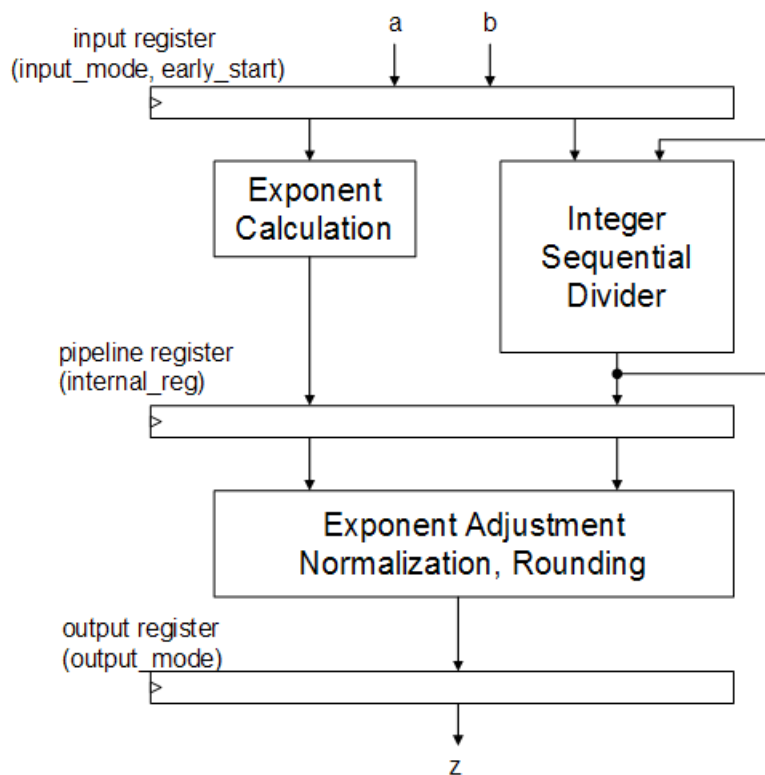 input register
(input_mode, early_start)
a
b
Exponent
Calculation
Integer
Sequential
Divider
pipeline register
(internal_reg)
Exponent Adjustment
Normalization, Rounding
output register
(output_mode)
z